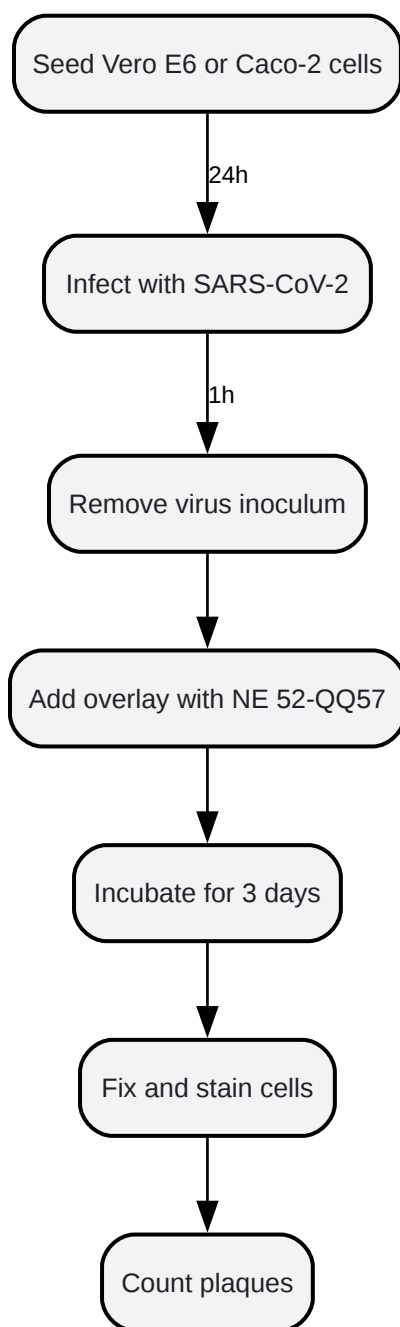 Seed Vero E6 or Caco-2 cells
24h
Infect with SARS-CoV-2
1h
Remove virus inoculum
Add overlay with NE 52-QQ57
Incubate for 3 days
Fix and stain cells
Count plaques